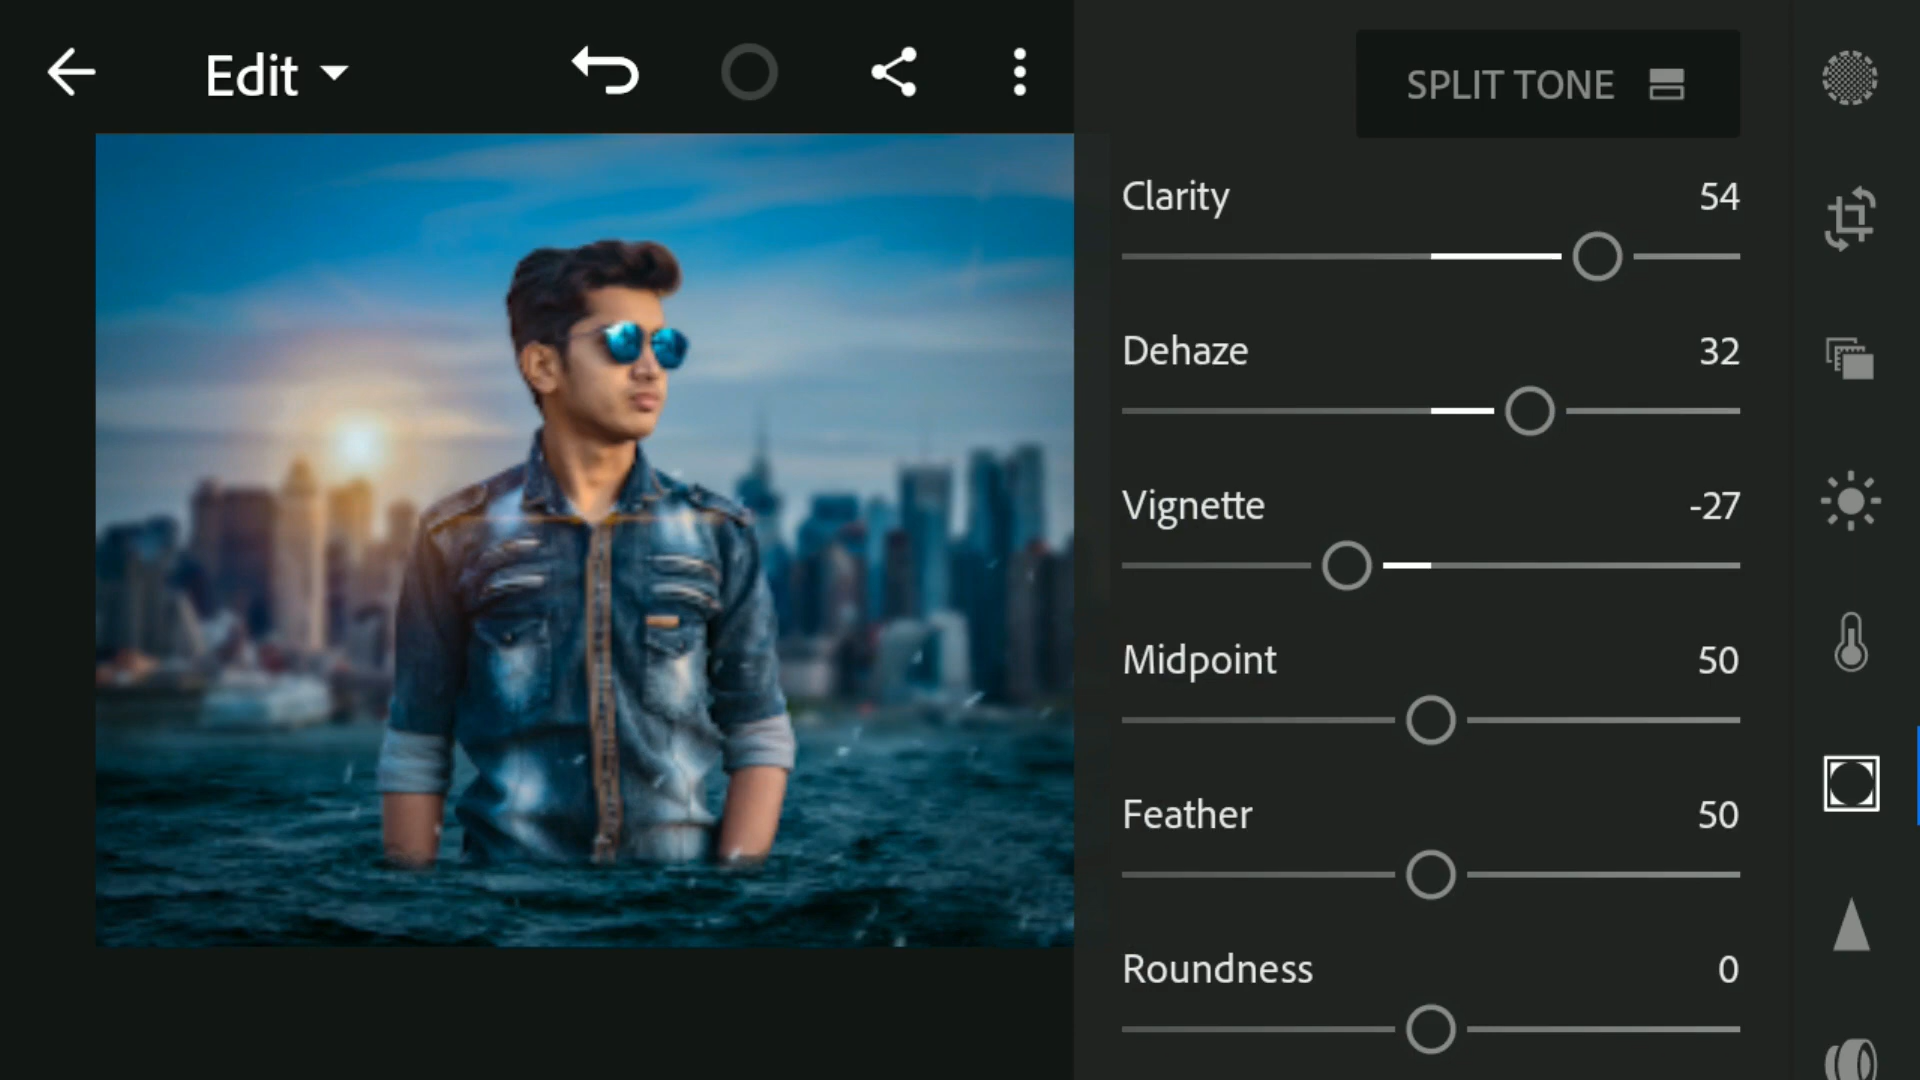 Edit
SPLIT TONE
Clarity 54
Dehaze 32
Vignette -27
Midpoint 50
Feather 50
Roundness 0